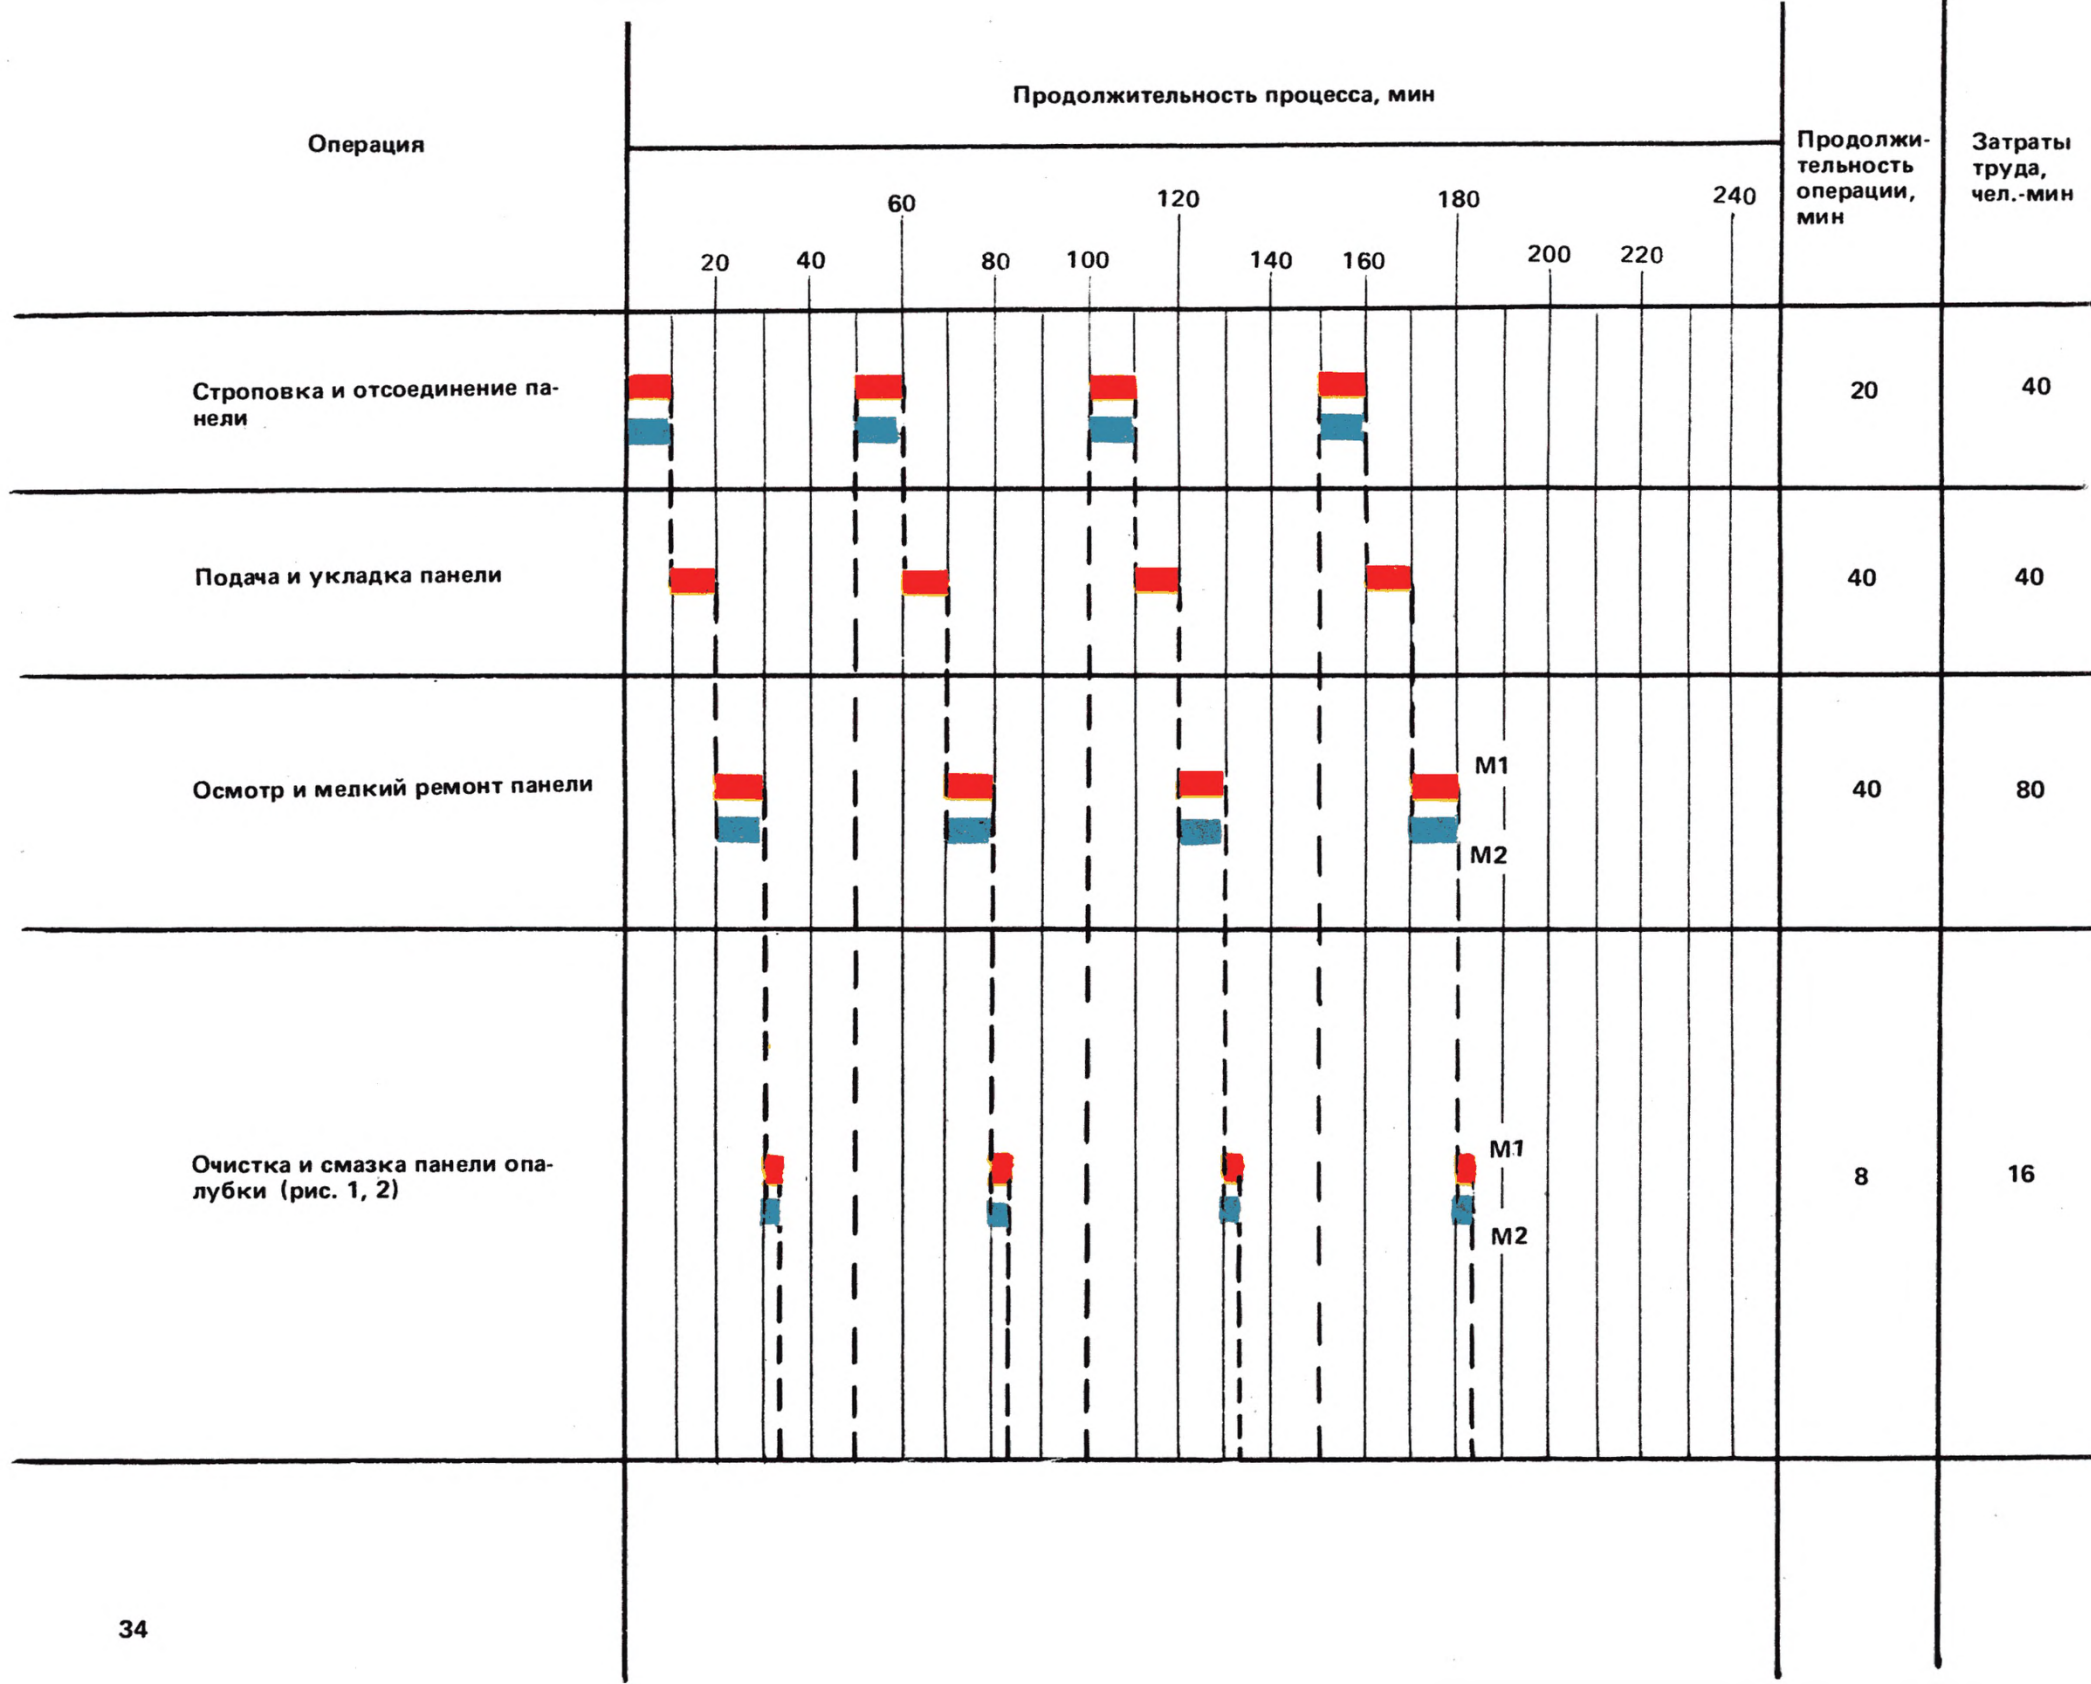 Операция
Продолжительность процесса, мин
Продолжи-
тельность
операции,
мин
Затраты
труда,
чел.-мин
60
120
180
240
20
40
80
100
140
160
200
220
Строповка и отсоединение па-
нели
20
40
Подача и укладка панели
40
40
Осмотр и мелкий ремонт панели
М1
М2
40
80
Очистка и смазка панели опа-
лубки (рис. 1, 2)
М1
М2
8
16
34